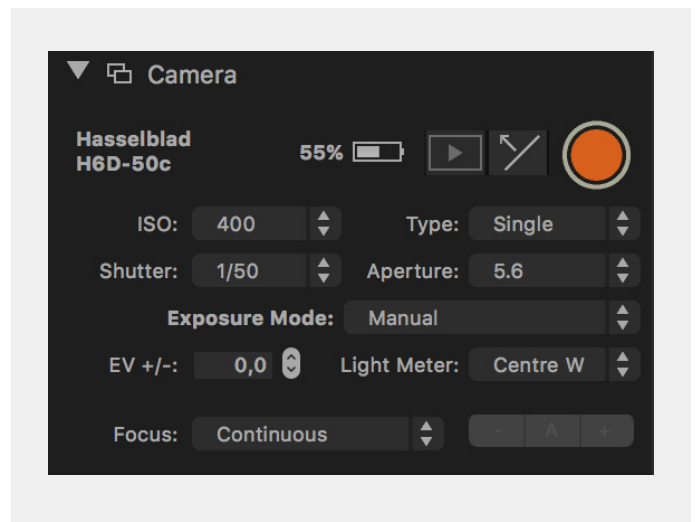 Camera
Hasselblad
H6D-50c
55%
ISO: 400 Type: Single
Shutter: 1/50 Aperture: 5.6
Exposure Mode: Manual
EV +/-: 0,0 Light Meter: Centre W
Focus: Continuous - A +